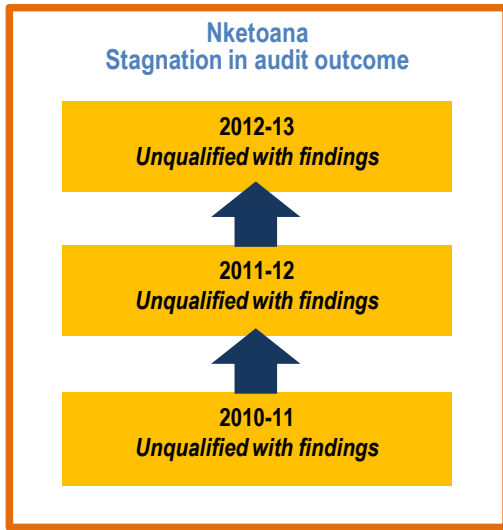 Nketoana
Stagnation in audit outcome
2012-13
Unqualified with findings
2011-12
Unqualified with findings
2010-11
Unqualified with findings